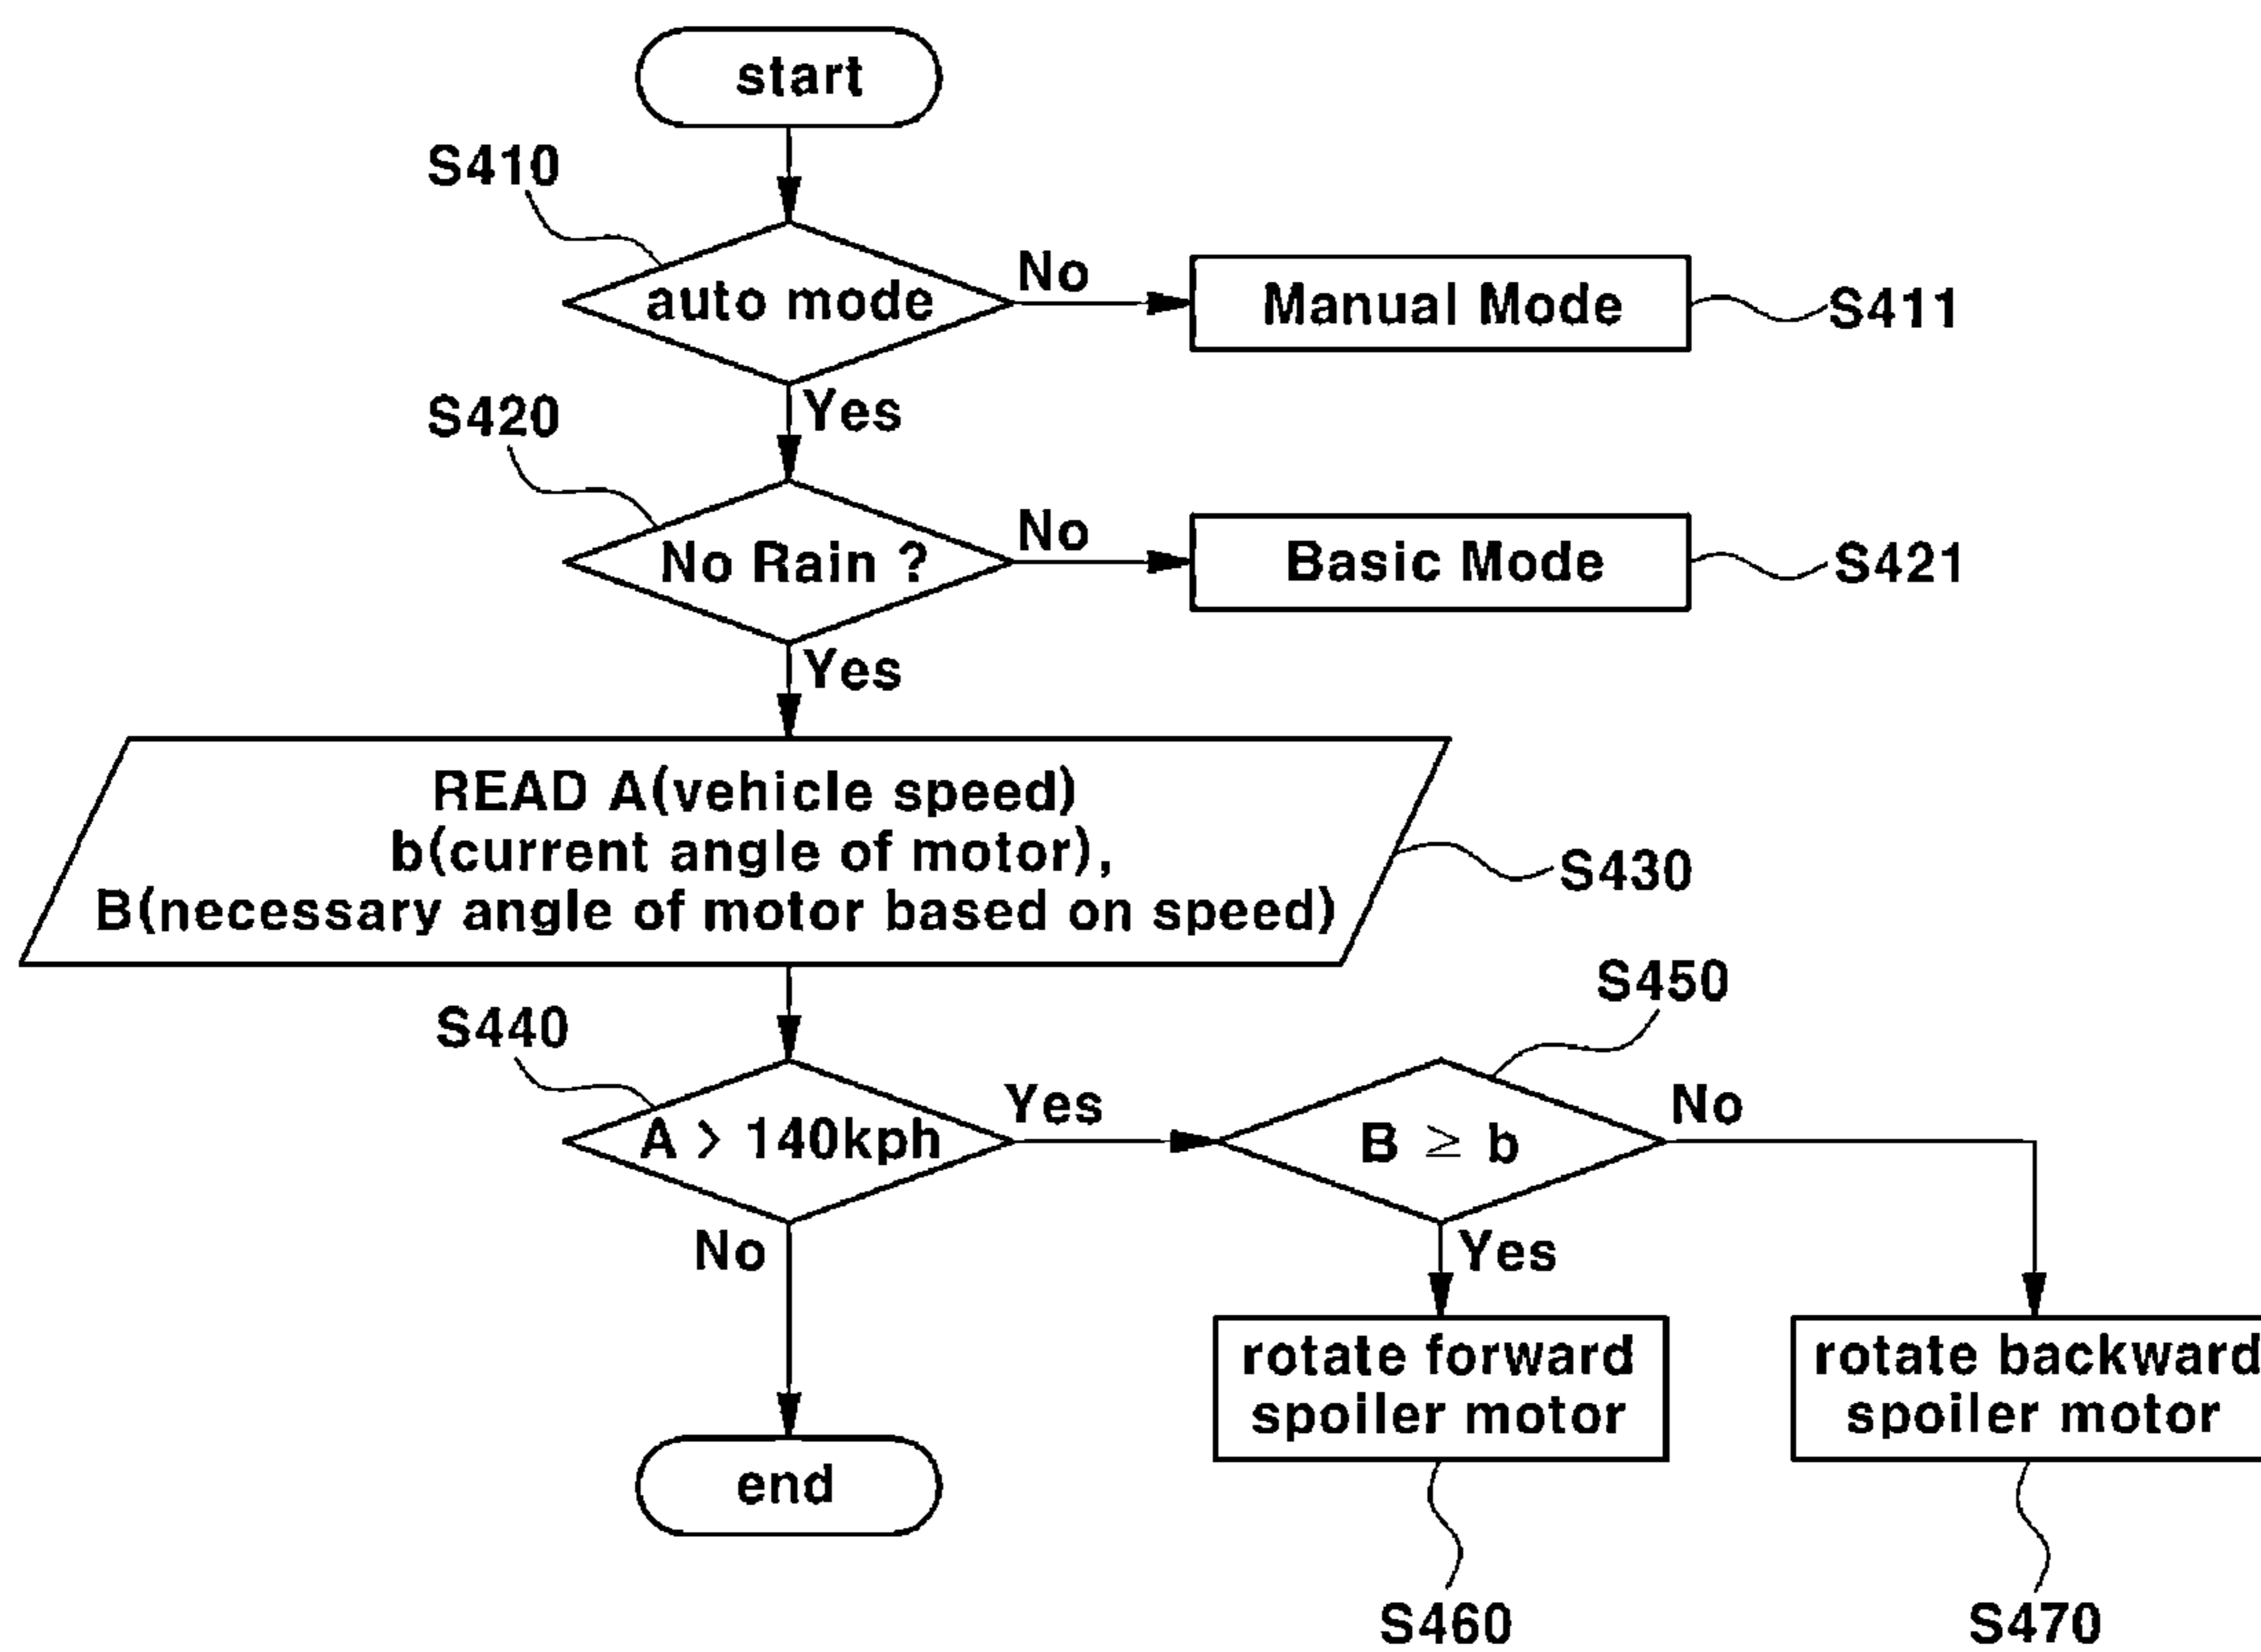 start
S410
auto mode
No
Manual Mode
S411
Yes
S420
No Rain ?
No
Basic Mode
S421
Yes
READ A(vehicle speed)
b(current angle of motor),
B(necessary angle of motor based on speed)
S430
S440
A > 140kph
Yes
S450
B ≥ b
No
No
Yes
rotate forward
spoiler motor
rotate backward
spoiler motor
end
S460
S470